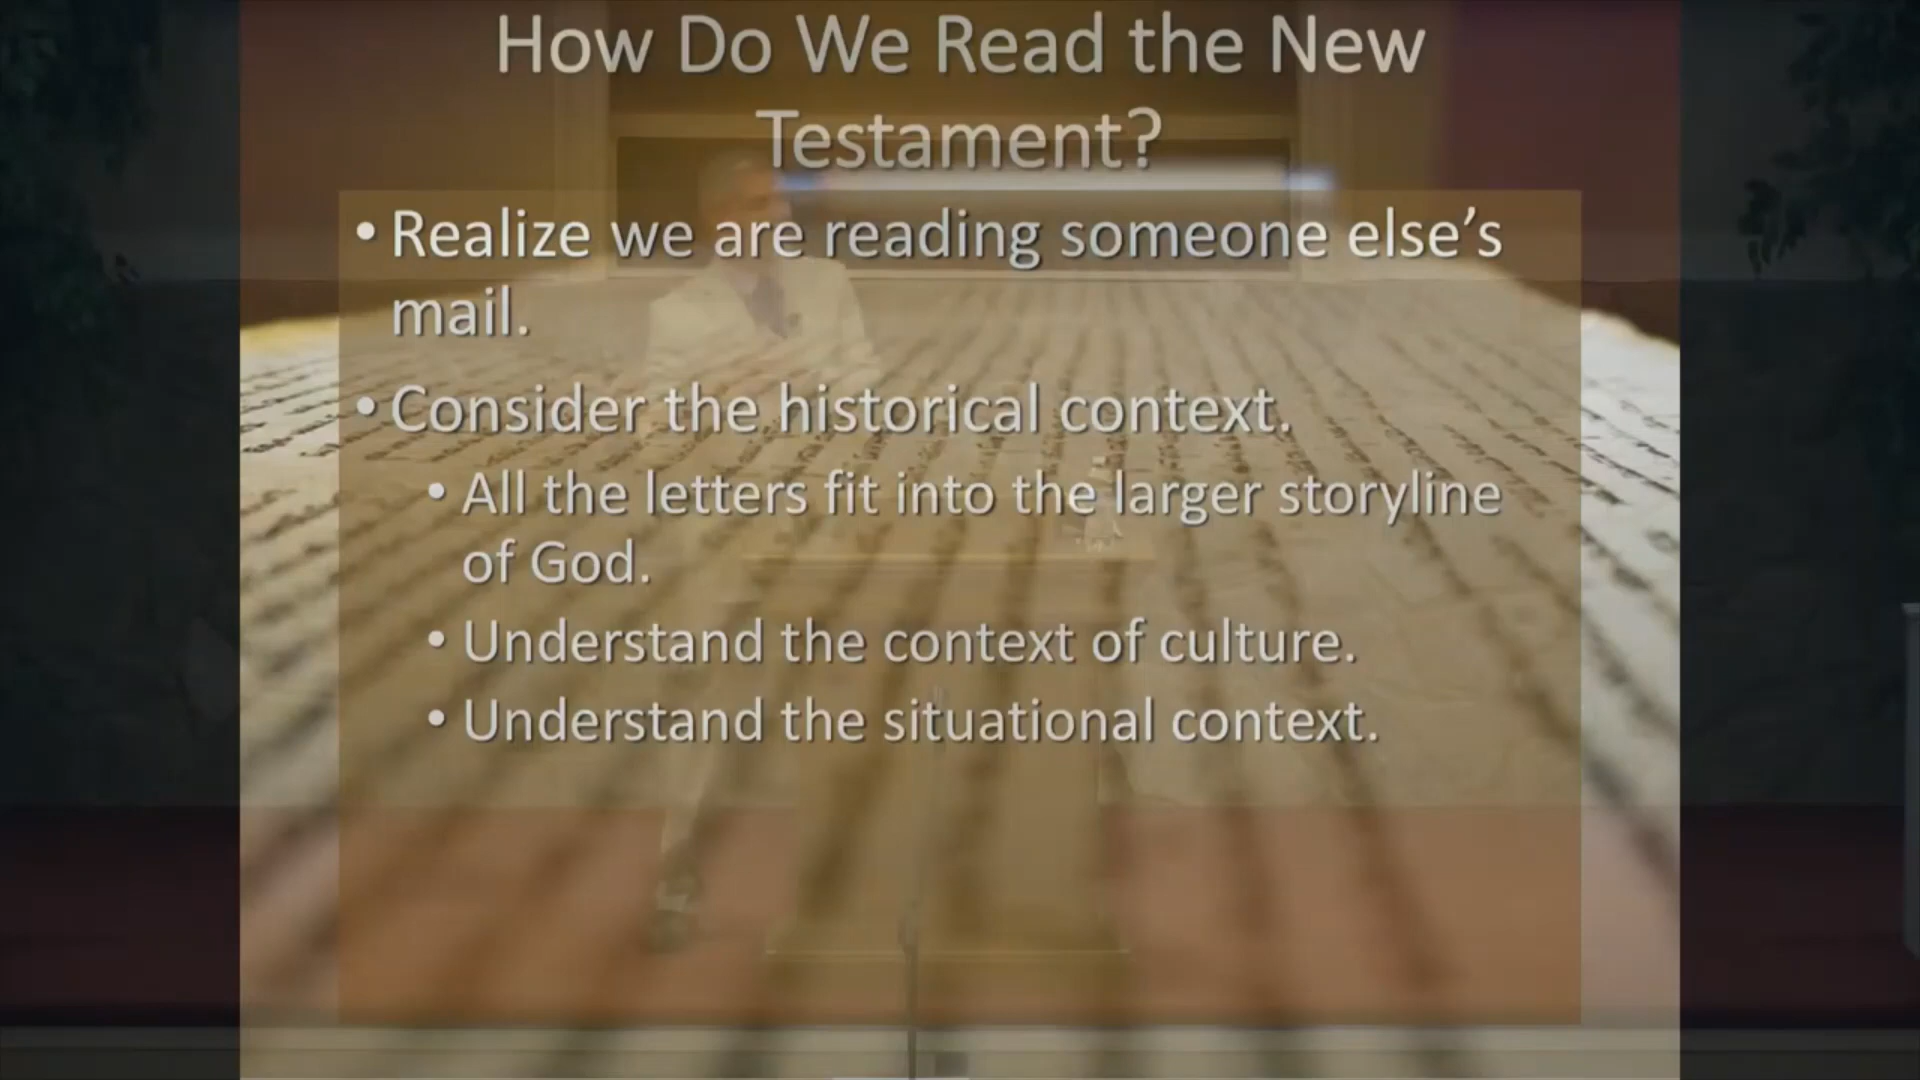 How Do We Read the New
Testament?
• Realize we are reading someone else’s
mail.
• Consider the historical context.
• All the letters fit into the larger storyline
of God.
• Understand the context of culture.
• Understand the situational context.